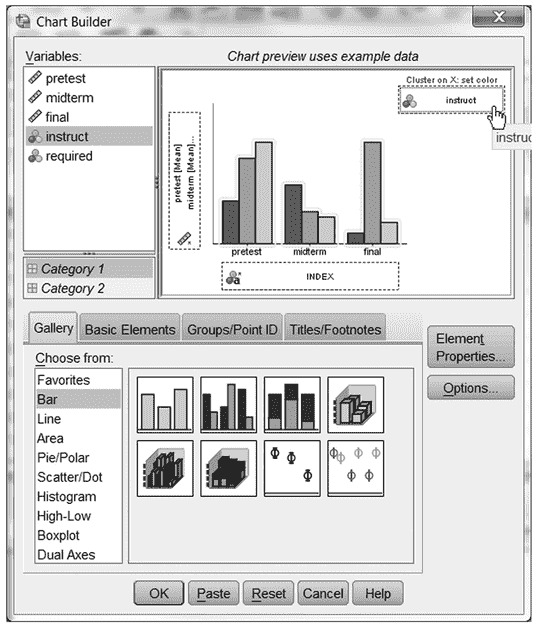 Chart Builder
Variables:
Chart preview uses example data
pretest
midterm
final
instruct
required
Category 1
Category 2
Cluster on X: set color
instruct
instruc
pretest [Mean]
midterm [Mean]...
pretest
midterm
final
INDEX
Gallery
Basic Elements
Groups/Point ID
Titles/Footnotes
Choose from:
Favorites
Bar
Line
Area
Pie/Polar
Scatter/Dot
Histogram
High-Low
Boxplot
Dual Axes
Element
Properties...
Options...
OK
Paste
Reset
Cancel
Help